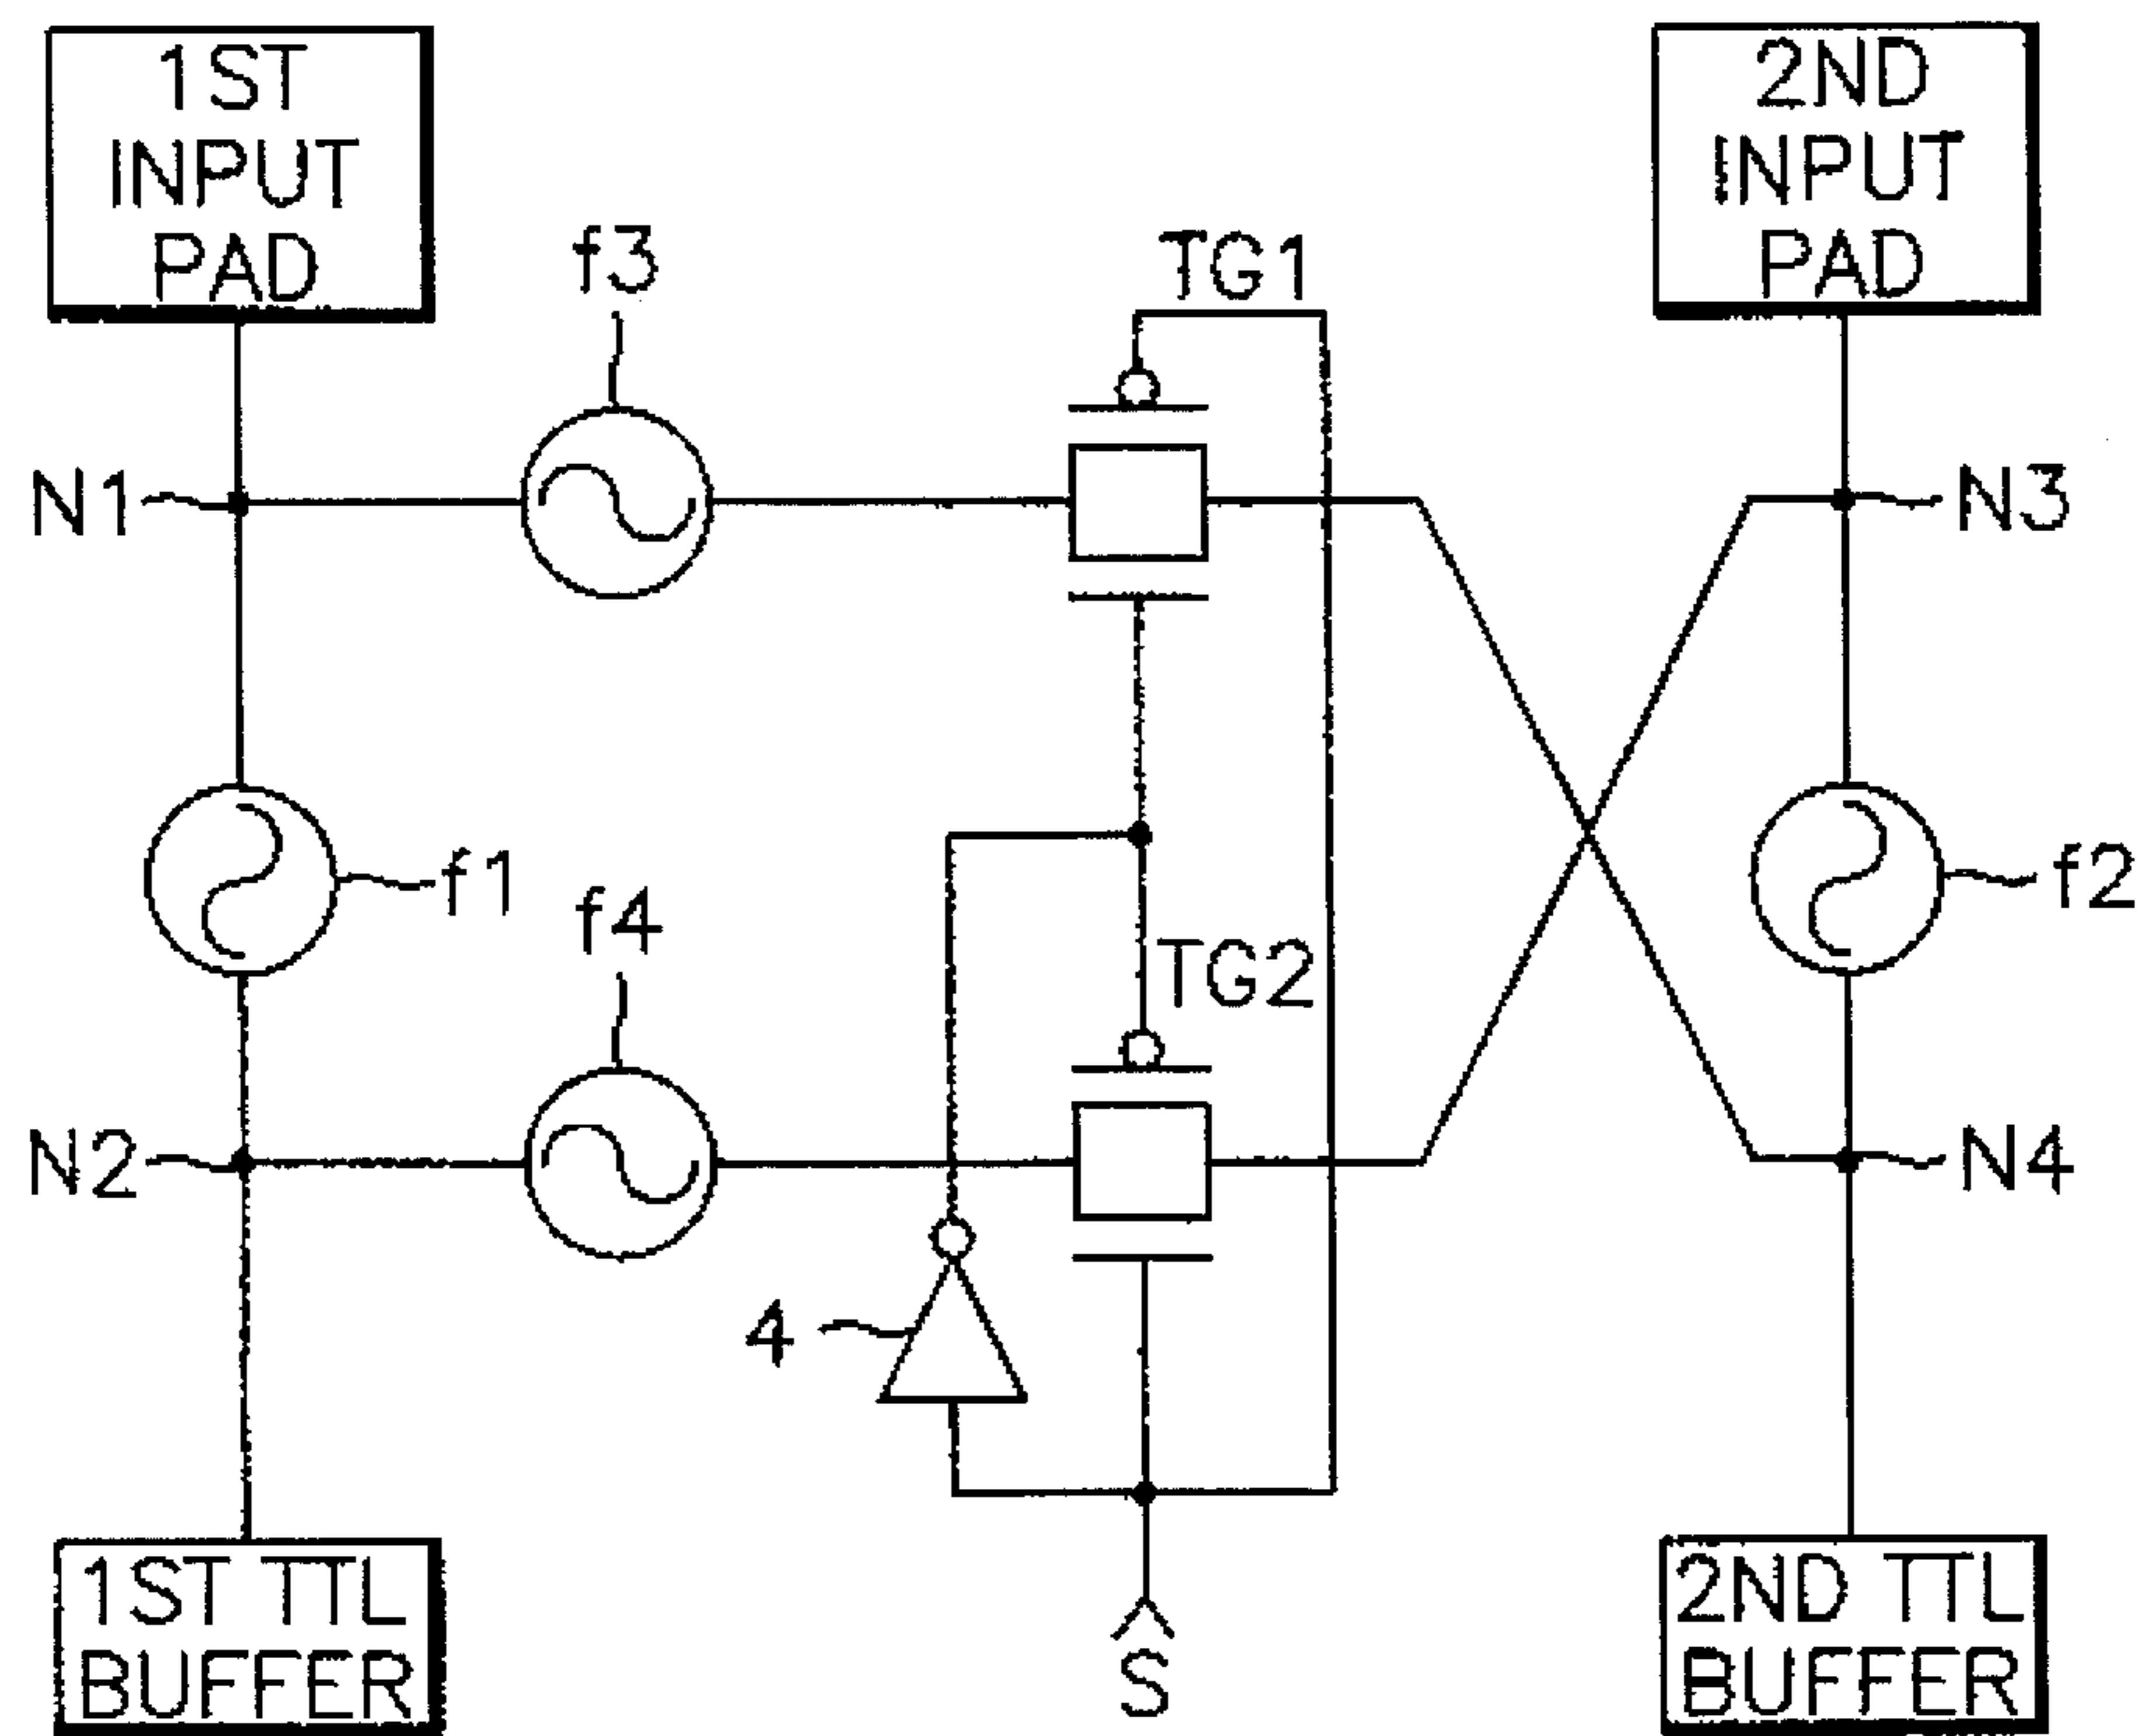 1ST
INPUT
PAD
2ND
INPUT
PAD
f3
TG1
N1
N3
f1
f2
f4
TG2
N2
N4
4
1ST TTL
BUFFER
S
2ND TTL
BUFFER